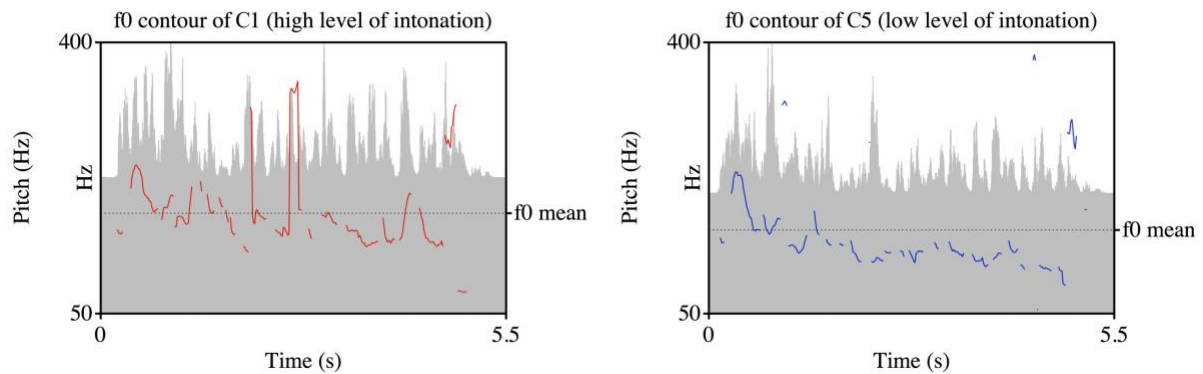 f0 contour of C1 (high level of intonation)
400
Pitch (Hz)
Hz
f0 mean
50
0
5.5
Time (s)
f0 contour of C5 (low level of intonation)
400
Pitch (Hz)
Hz
f0 mean
50
0
5.5
Time (s)